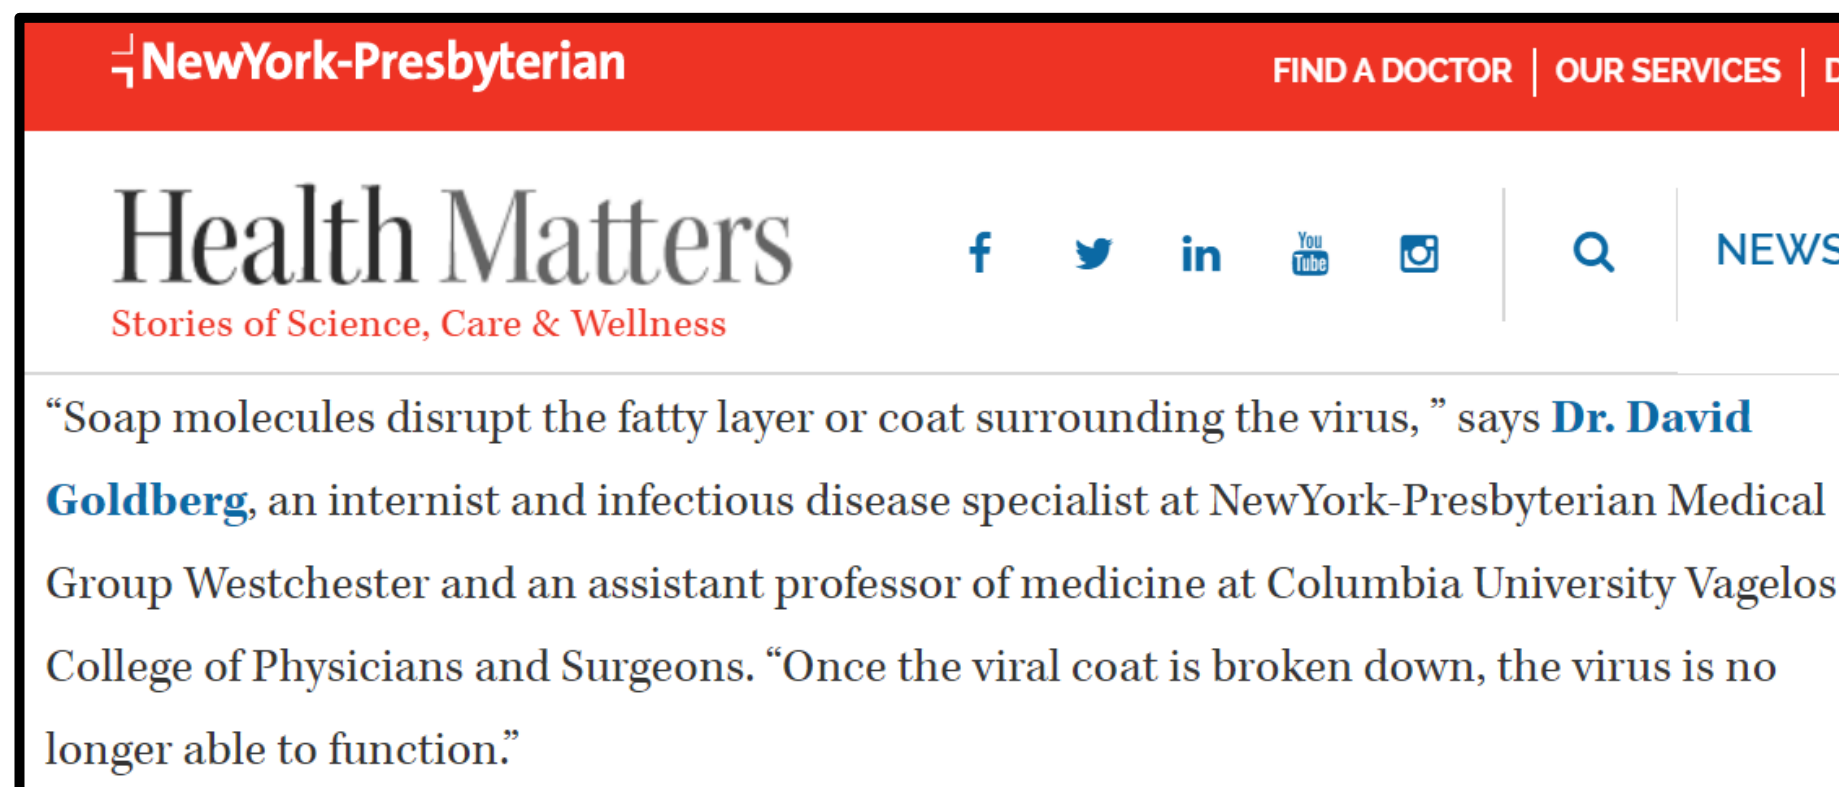 NewYork-Presbyterian
FIND A DOCTOR
OUR SERVICES
D
Health Matters
You
Tube
NEWS
Stories of Science, Care & Wellness
“Soap molecules disrupt the fatty layer or coat surrounding the virus, ” says Dr. David
Goldberg, an internist and infectious disease specialist at NewYork-Presbyterian Medical
Group Westchester and an assistant professor of medicine at Columbia University Vagelos
College of Physicians and Surgeons. “Once the viral coat is broken down, the virus is no
longer able to function.”